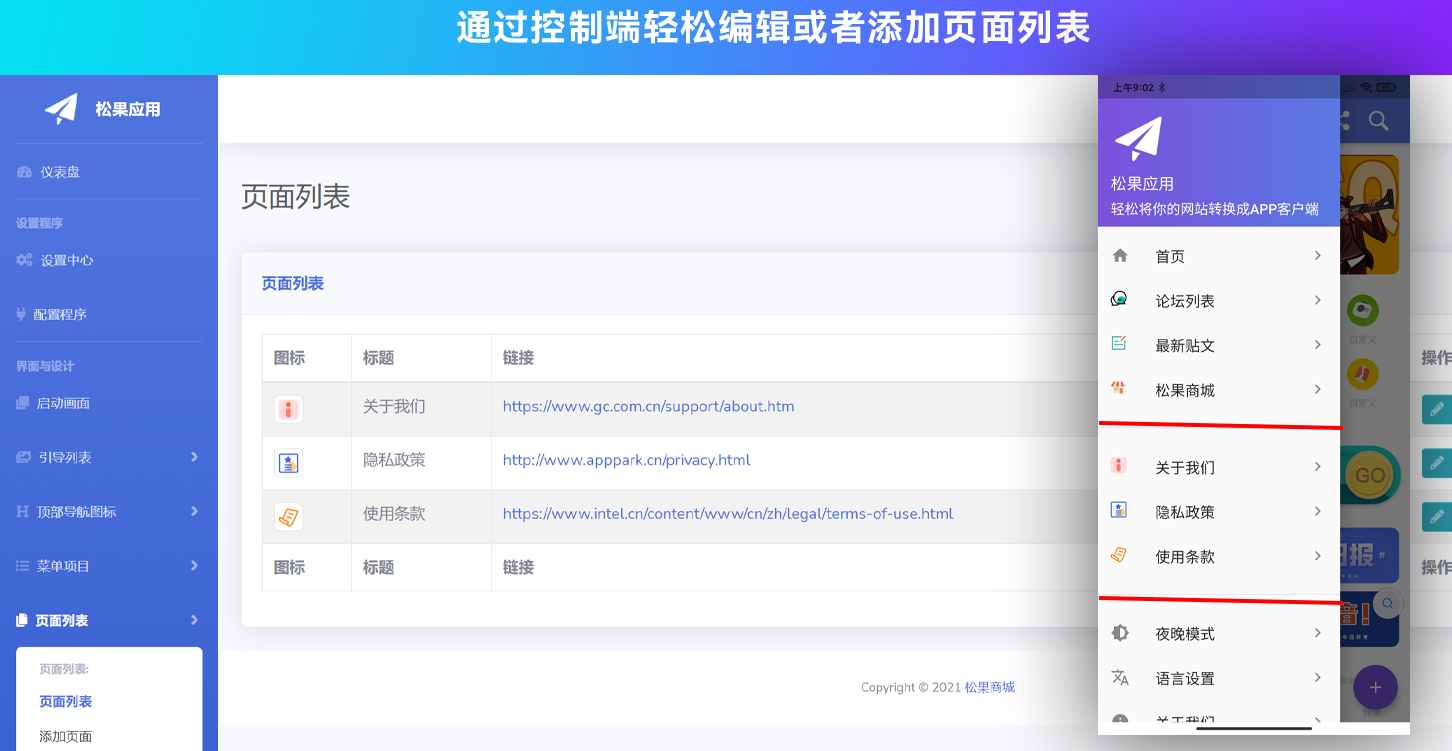 通过控制端轻松编辑或者添加页面列表
松果应用
仪表盘
设置程序
设置中心
配置程序
界面与设计
启动画面
引导列表
顶部导航图标
菜单项目
页面列表
页面列表:
页面列表
添加页面
页面列表
页面列表
图标 标题 链接 操作
关于我们 https://www.gc.com.cn/support/about.htm
隐私政策 http://www.apppark.cn/privacy.html
使用条款 https://www.intel.cn/content/www/cn/zh/legal/terms-of-use.html
图标 标题 链接 操作
Copyright © 2021 松果商城
上午9:02
松果应用
轻松将你的网站转换成APP客户端
首页
论坛列表
最新贴文
松果商城
关于我们
隐私政策
使用条款
夜晚模式
语言设置
关于我们
自定义
自定义
GO
报 #
音!
今日开考